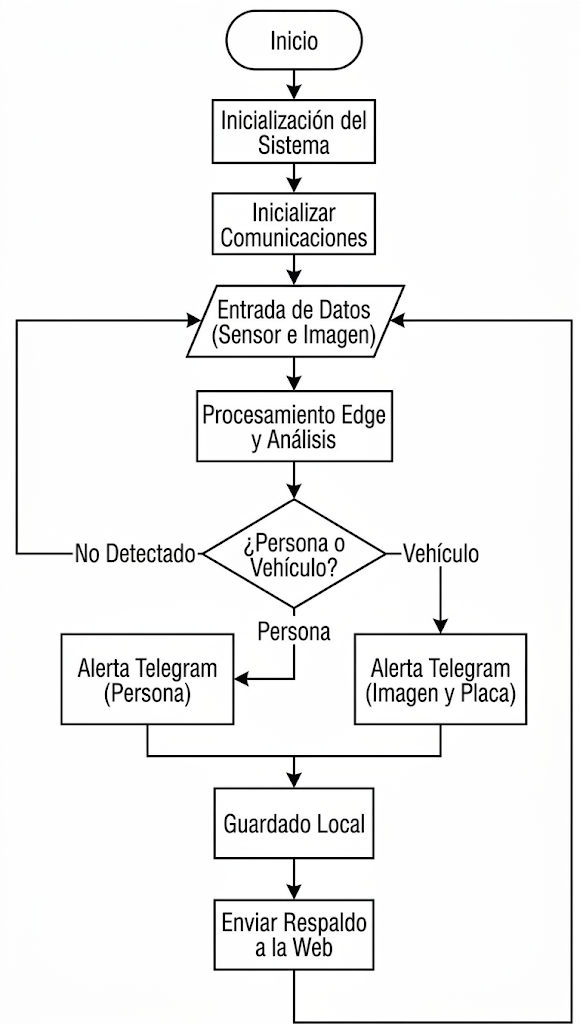 Inicio
Inicialización del
Sistema
Inicializar
Comunicaciones
Entrada de Datos
(Sensor e Imagen)
Procesamiento Edge
y Análisis
¿Persona o
Vehículo?
No Detectado
Vehículo
Persona
Alerta Telegram
(Persona)
Alerta Telegram
(Imagen y Placa)
Guardado Local
Enviar Respaldo
a la Web